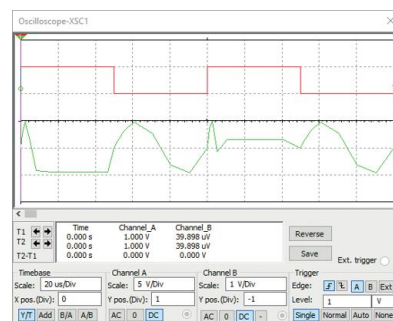 Oscilloscope-XSC1
Time Channel_A Channel_B
T1 0.000 s 1.000 V 39.898 uV
T2 0.000 s 1.000 V 39.898 uV
T2-T1 0.000 s 0.000 V 0.000 V
Reverse
Save
Ext. trigger
Timebase
Scale: 20 us/Div
X pos.(Div): 0
Y/T Add B/A A/B
Channel A
Scale: 5 V/Div
Y pos.(Div): 1
AC 0 DC
Channel B
Scale: 1 V/Div
Y pos.(Div): -1
AC 0 DC -
Trigger
Edge: A B Ext
Level: 1 V
Single Normal Auto None